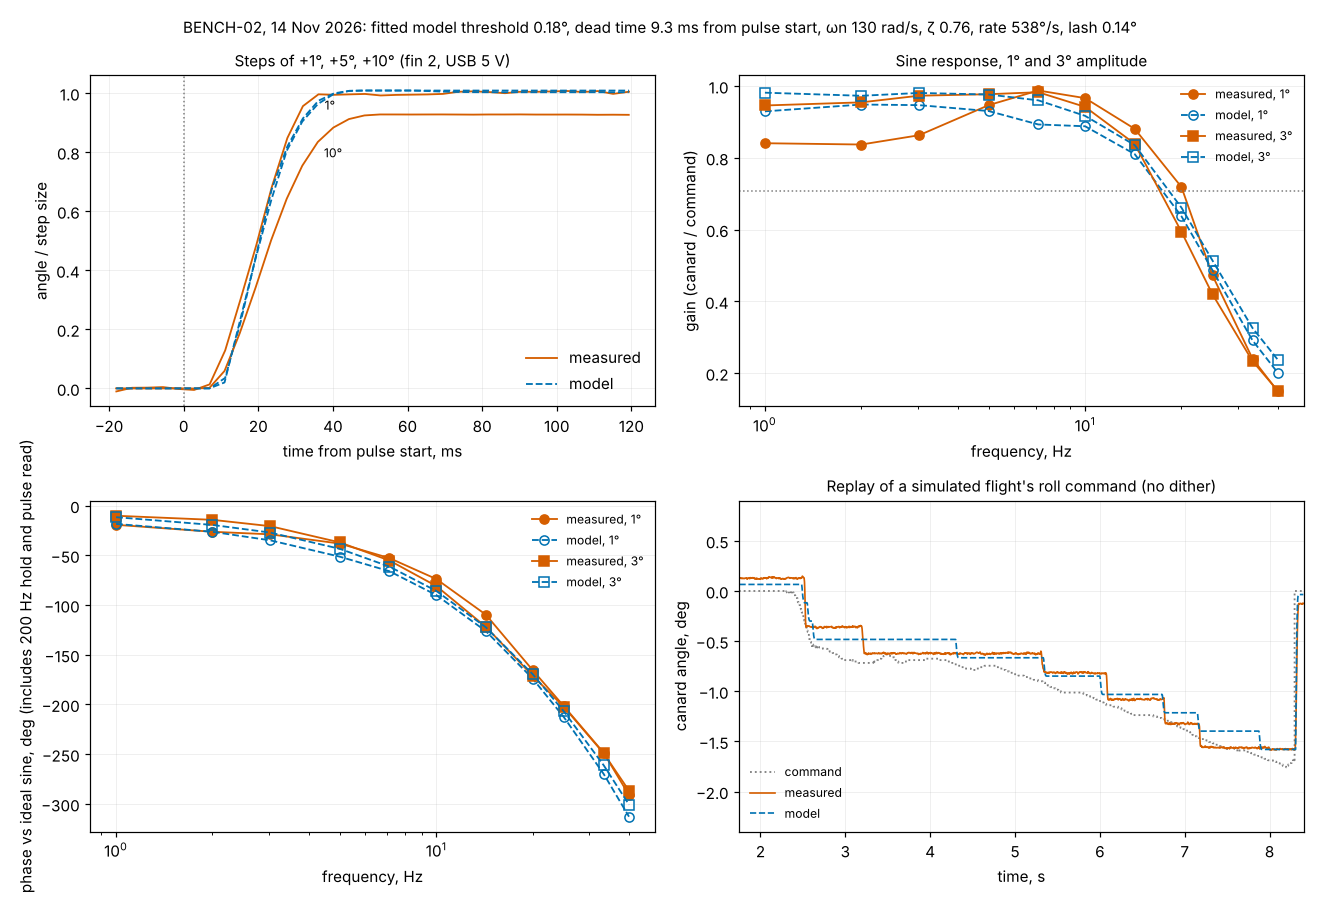 BENCH-02, 14 Nov 2026: fitted model threshold 0.18°, dead time 9.3 ms from pulse start, ωn 130 rad/s, ζ 0.76, rate 538°/s, lash 0.14°
Steps of +1°, +5°, +10° (fin 2, USB 5 V)
angle / step size
1.0
0.8
0.6
0.4
0.2
0.0
1°
10°
measured
model
−20
0
20
40
60
80
100
120
time from pulse start, ms
Sine response, 1° and 3° amplitude
gain (canard / command)
1.0
0.8
0.6
0.4
0.2
measured, 1°
model, 1°
measured, 3°
model, 3°
10⁰
10¹
frequency, Hz
phase vs ideal sine, deg (includes 200 Hz hold and pulse read)
0
−50
−100
−150
−200
−250
−300
measured, 1°
model, 1°
measured, 3°
model, 3°
10⁰
10¹
frequency, Hz
Replay of a simulated flight's roll command (no dither)
canard angle, deg
0.5
0.0
−0.5
−1.0
−1.5
−2.0
command
measured
model
2
3
4
5
6
7
8
time, s